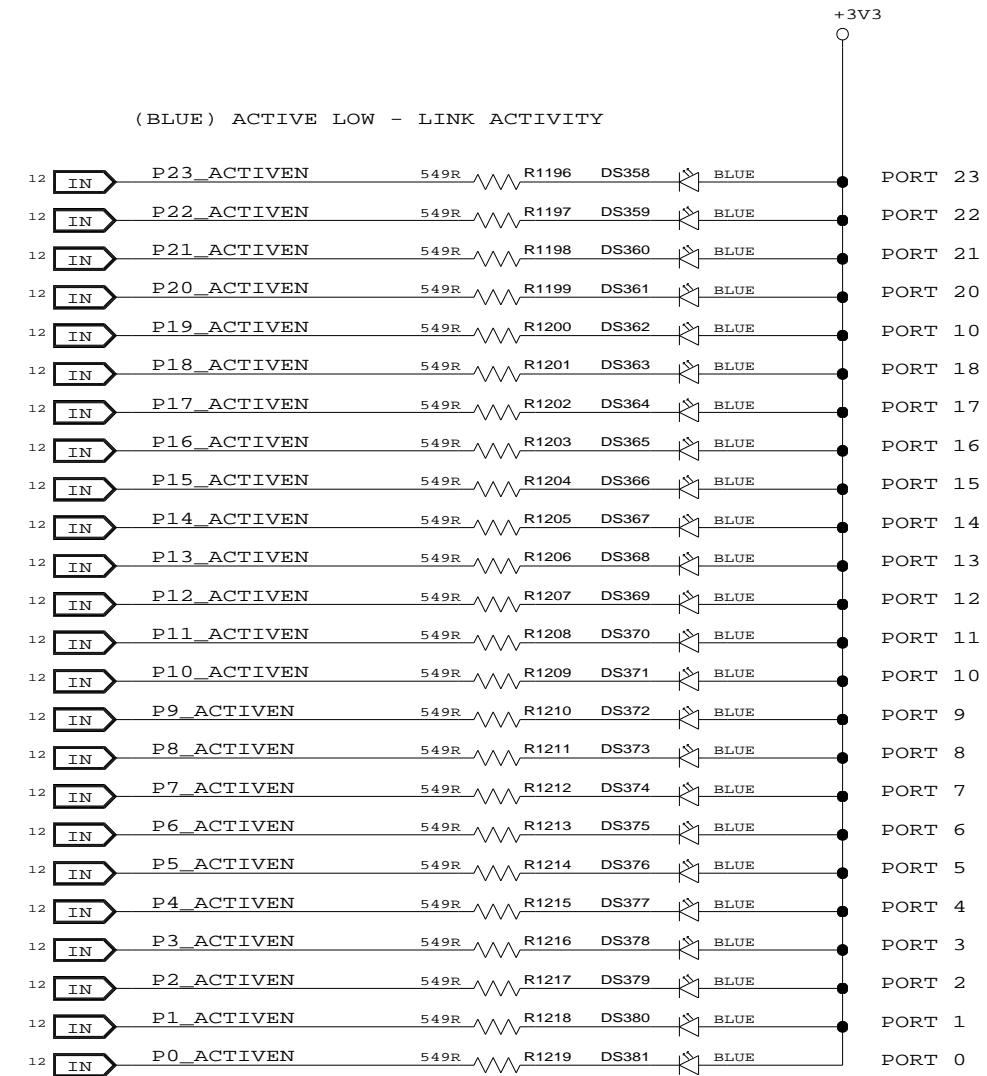 +3V3
(BLUE) ACTIVE LOW - LINK ACTIVITY
12 IN P23_ACTIVEN 549R R1196 DS358 BLUE PORT 23
12 IN P22_ACTIVEN 549R R1197 DS359 BLUE PORT 22
12 IN P21_ACTIVEN 549R R1198 DS360 BLUE PORT 21
12 IN P20_ACTIVEN 549R R1199 DS361 BLUE PORT 20
12 IN P19_ACTIVEN 549R R1200 DS362 BLUE PORT 10
12 IN P18_ACTIVEN 549R R1201 DS363 BLUE PORT 18
12 IN P17_ACTIVEN 549R R1202 DS364 BLUE PORT 17
12 IN P16_ACTIVEN 549R R1203 DS365 BLUE PORT 16
12 IN P15_ACTIVEN 549R R1204 DS366 BLUE PORT 15
12 IN P14_ACTIVEN 549R R1205 DS367 BLUE PORT 14
12 IN P13_ACTIVEN 549R R1206 DS368 BLUE PORT 13
12 IN P12_ACTIVEN 549R R1207 DS369 BLUE PORT 12
12 IN P11_ACTIVEN 549R R1208 DS370 BLUE PORT 11
12 IN P10_ACTIVEN 549R R1209 DS371 BLUE PORT 10
12 IN P9_ACTIVEN 549R R1210 DS372 BLUE PORT 9
12 IN P8_ACTIVEN 549R R1211 DS373 BLUE PORT 8
12 IN P7_ACTIVEN 549R R1212 DS374 BLUE PORT 7
12 IN P6_ACTIVEN 549R R1213 DS375 BLUE PORT 6
12 IN P5_ACTIVEN 549R R1214 DS376 BLUE PORT 5
12 IN P4_ACTIVEN 549R R1215 DS377 BLUE PORT 4
12 IN P3_ACTIVEN 549R R1216 DS378 BLUE PORT 3
12 IN P2_ACTIVEN 549R R1217 DS379 BLUE PORT 2
12 IN P1_ACTIVEN 549R R1218 DS380 BLUE PORT 1
12 IN P0_ACTIVEN 549R R1219 DS381 BLUE PORT 0